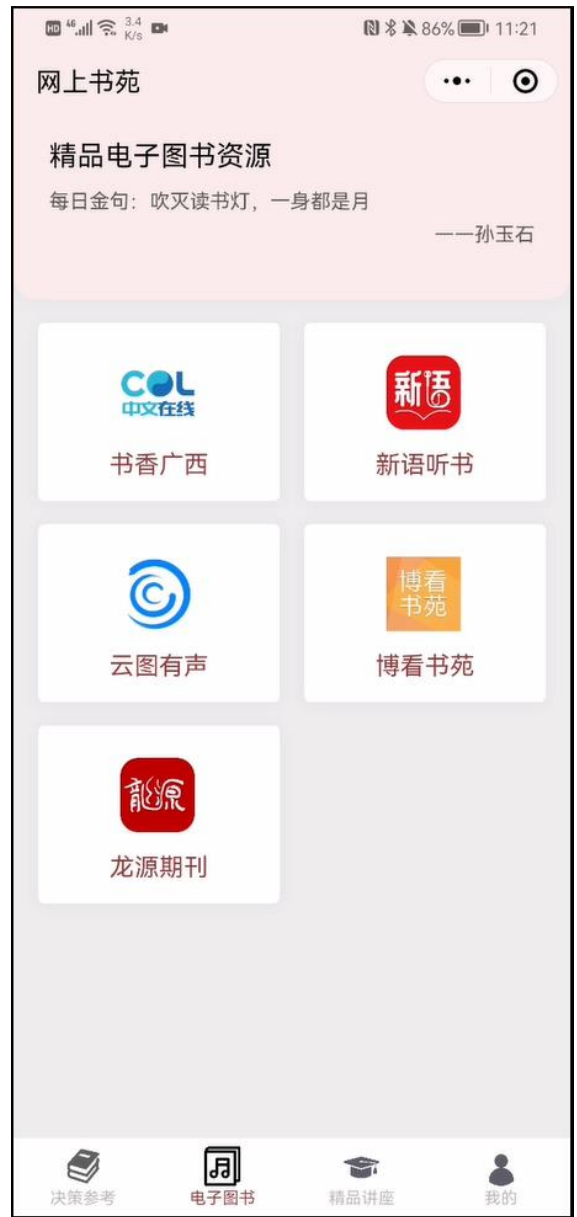 HD 46 3.4 K/s 86% 11:21
网上书苑
精品电子图书资源
每日金句：吹灭读书灯，一身都是月
——孙玉石
COL
中文在线
新语
书香广西
新语听书
博看
书苑
云图有声
博看书苑
龍源
龙源期刊
决策参考
电子图书
精品讲座
我的